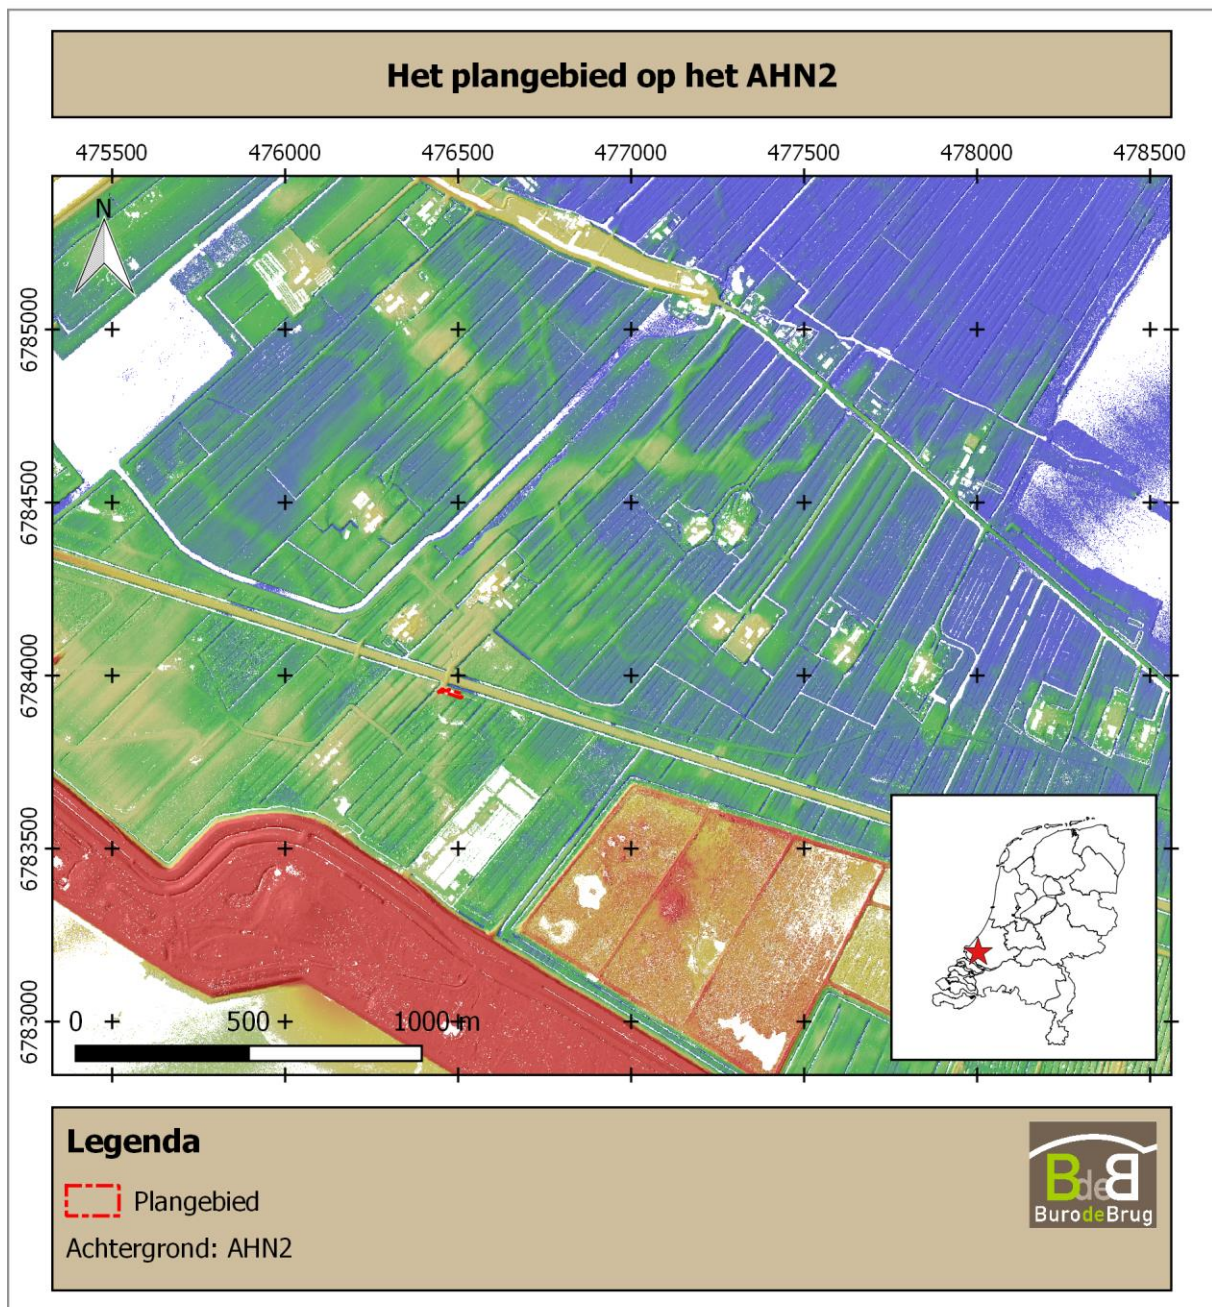 Het plangebied op het AHN2
475500 476000 476500 477000 477500 478000 478500
N
6785000
6784500
6784000
6783500
6783000
0 500 1000 m
Legenda
Plangebied
Achtergrond: AHN2
BdeB
BurodeBrug